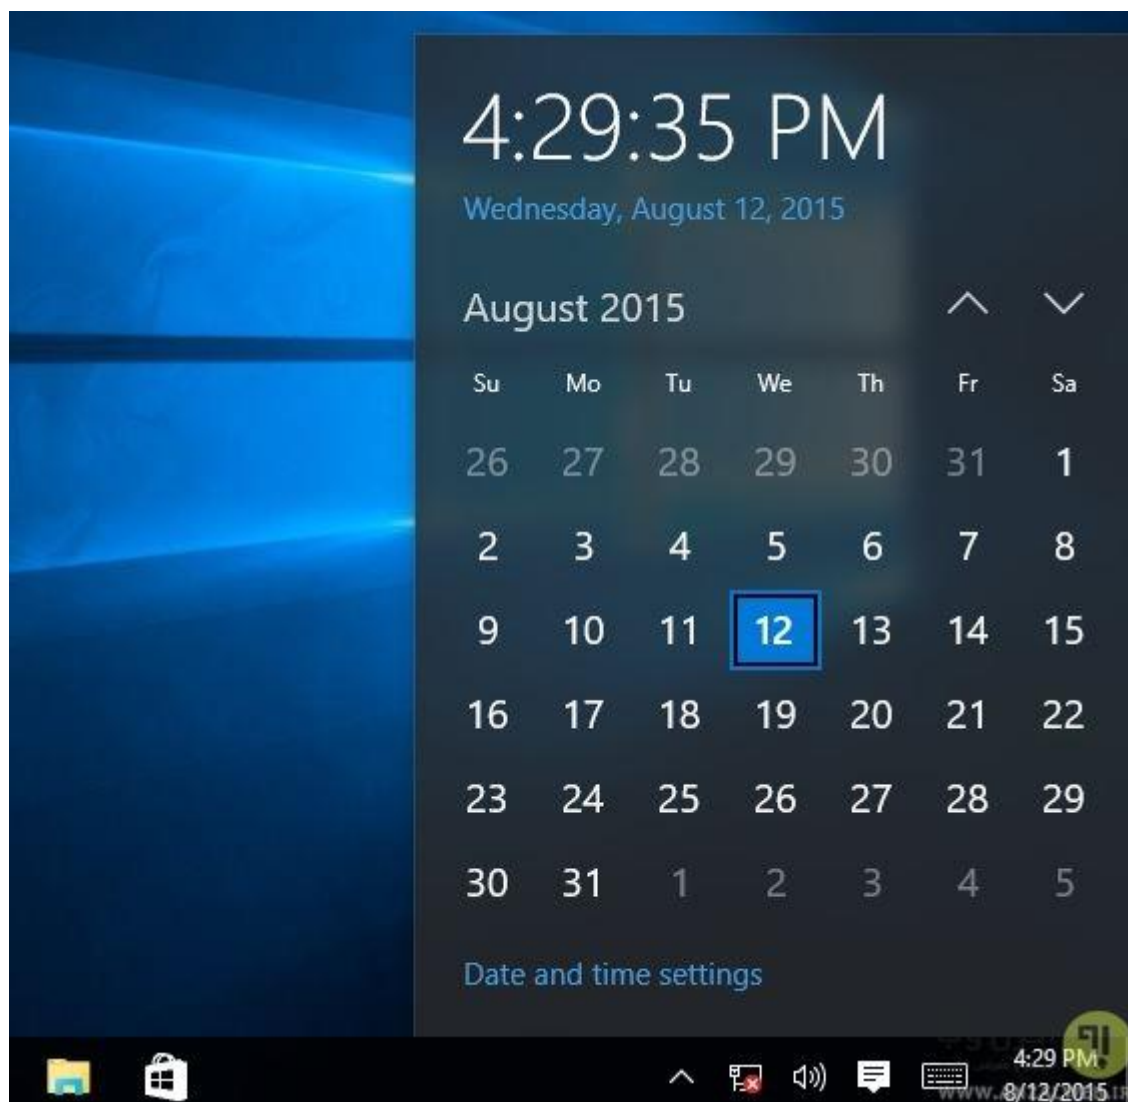 4:29:35 PM
Wednesday, August 12, 2015
August 2015
Su Mo Tu We Th Fr Sa
26 27 28 29 30 31 1
2 3 4 5 6 7 8
9 10 11 12 13 14 15
16 17 18 19 20 21 22
23 24 25 26 27 28 29
30 31 1 2 3 4 5
Date and time settings
4:29 PM
8/12/2015